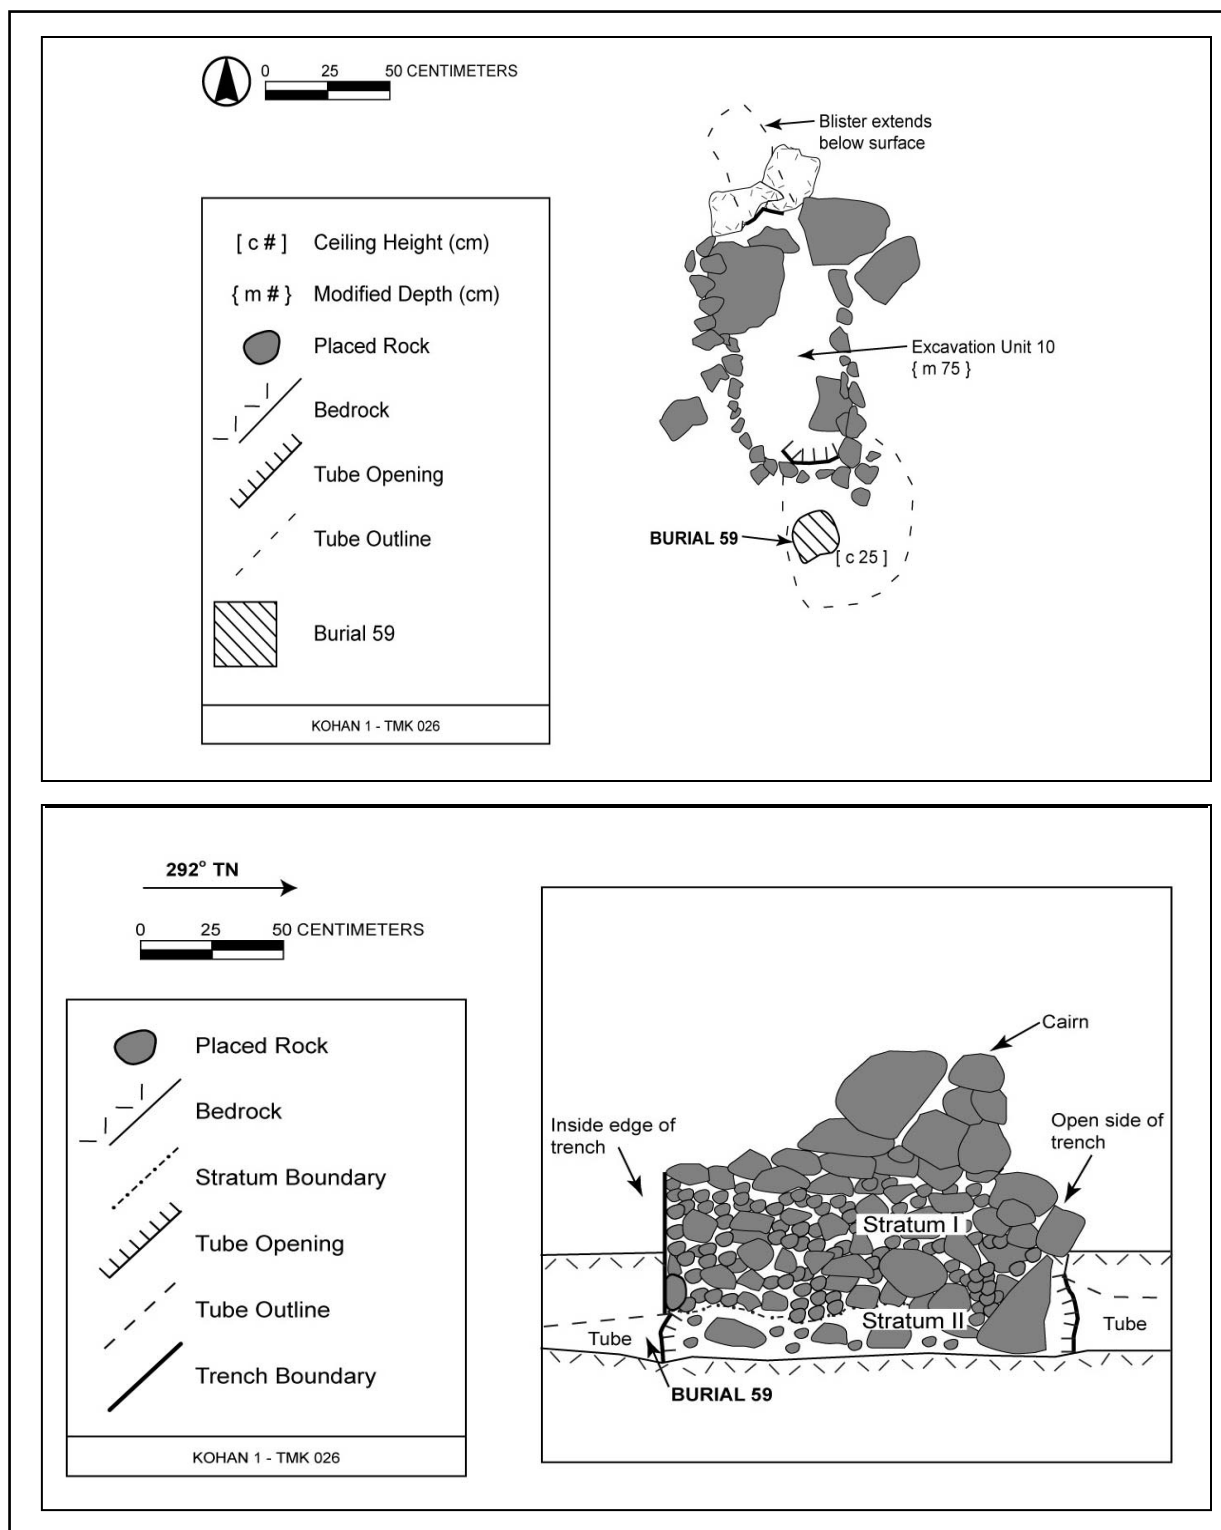 0 25 50 CENTIMETERS
Blister extends
below surface
[ c # ] Ceiling Height (cm)
{ m # } Modified Depth (cm)
Placed Rock
Bedrock
Tube Opening
Tube Outline
Burial 59
KOHAN 1 - TMK 026
Excavation Unit 10
{ m 75 }
BURIAL 59
[ c 25 ]
292° TN
0 25 50 CENTIMETERS
Placed Rock
Bedrock
Stratum Boundary
Tube Opening
Tube Outline
Trench Boundary
KOHAN 1 - TMK 026
Cairn
Inside edge of
trench
Open side of
trench
Stratum I
Stratum II
Tube
Tube
BURIAL 59